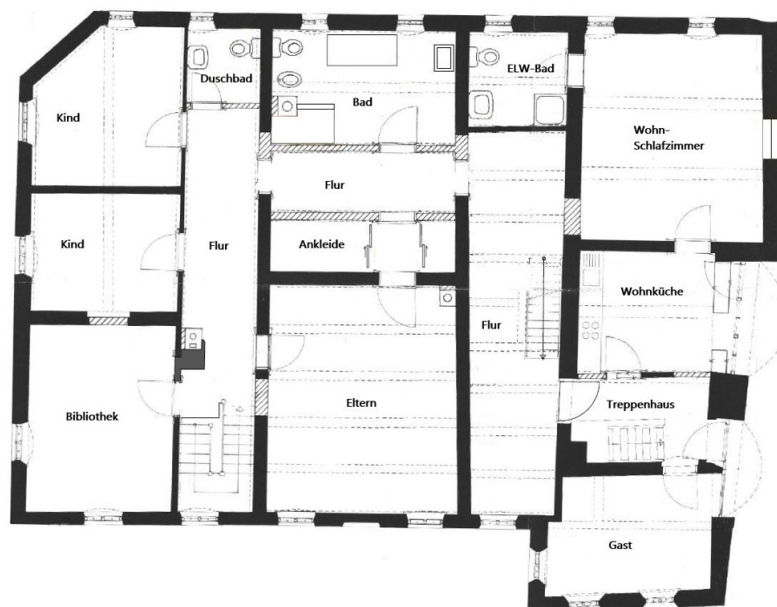 Duschbad
ELW-Bad
Kind
Bad
Wohn-
Schlafzimmer
Flur
Kind
Flur
Ankleide
Wohnküche
Flur
Eltern
Bibliothek
Treppenhaus
Gast